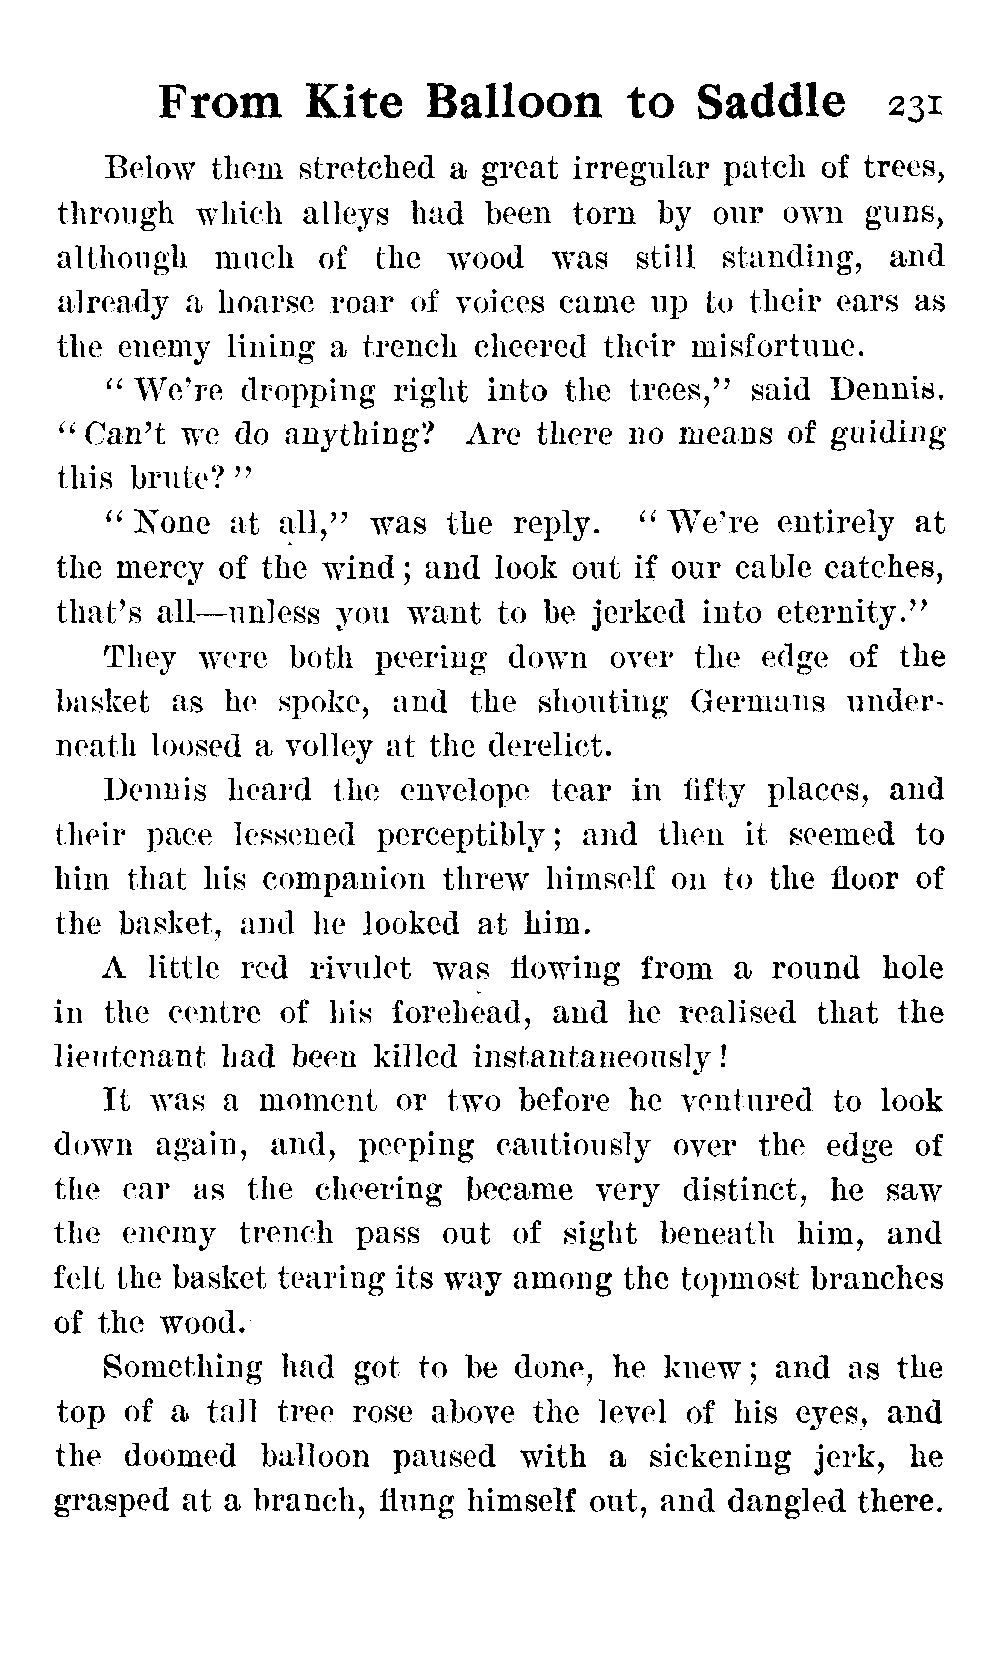 From Kite Balloon to Saddle 231
Below them stretched a great irregular patch of trees,
through which alleys had been torn by our own guns,
although much of the wood was still standing, and
already a hoarse roar of voices came up to their ears as
the enemy lining a trench cheered their misfortune.
" We're dropping right into the trees," said Dennis.
" Can't we do anything? Are there no means of guiding
this brute? "
" None at all," was the reply. " We're entirely at
the mercy of the wind ; and look out if our cable catches,
that's all—unless you want to be jerked into eternity."
They were both peering down over the edge of the
basket as he spoke, and the shouting Germans under-
neath loosed a volley at the derelict.
Dennis heard the envelope tear in fifty places, and
their pace lessened perceptibly ; and then it seemed to
him that his companion threw himself on to the floor of
the basket, and he looked at him.
A little red rivulet was flowing from a round hole
in the centre of his forehead, and he realised that the
lieutenant had been killed instantaneously !
It was a moment or two before he ventured to look
down again, and, peeping cautiously over the edge of
the car as the cheering became very distinct, he saw
the enemy trench pass out of sight beneath him, and
felt the basket tearing its way among the topmost branches
of the wood.
Something had got to be done, he knew ; and as the
top of a tall tree rose above the level of his eyes, and
the doomed balloon paused with a sickening jerk, he
grasped at a branch, flung himself out, and dangled there.